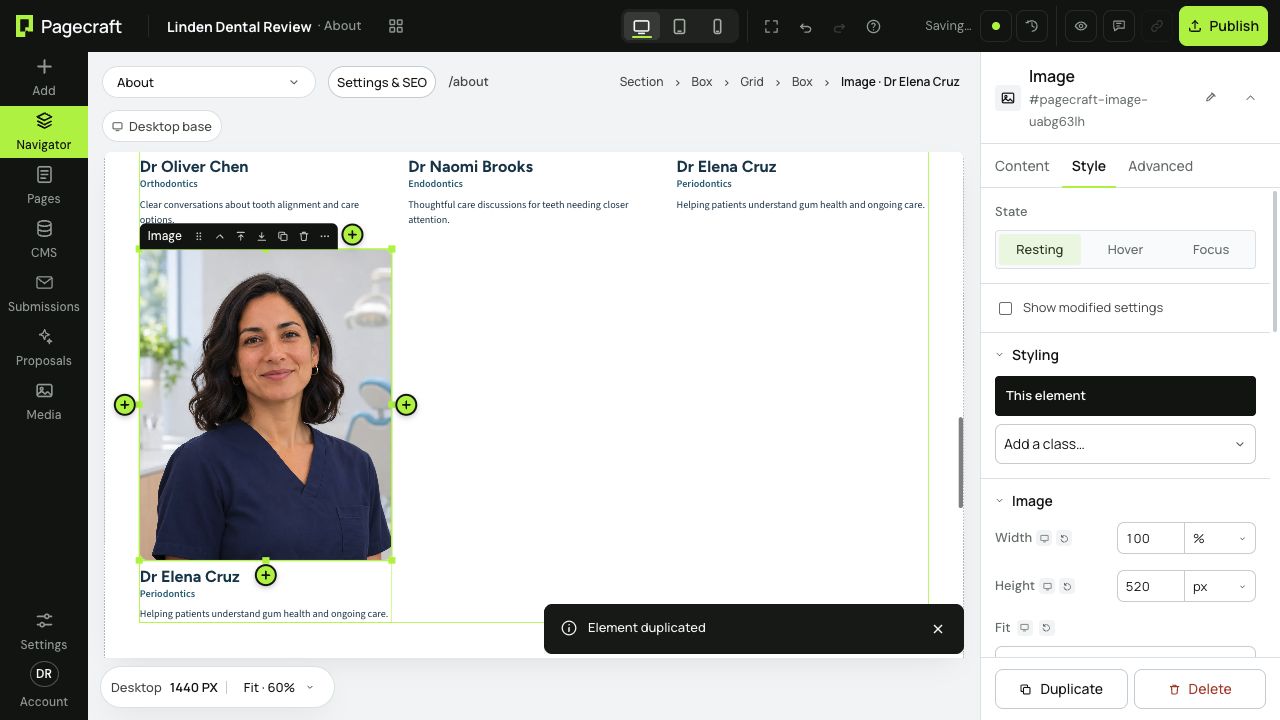 Pagecraft
Linden Dental Review · About
Saving...
Publish
Add
Navigator
Pages
CMS
Submissions
Proposals
Media
Settings
DR
Account
About
Settings & SEO
/about
Section › Box › Grid › Box › Image · Dr Elena Cruz
Desktop base
Dr Oliver Chen
Orthodontics
Clear conversations about tooth alignment and care
options.
Dr Naomi Brooks
Endodontics
Thoughtful care discussions for teeth needing closer
attention.
Dr Elena Cruz
Periodontics
Helping patients understand gum health and ongoing care.
Image
Dr Elena Cruz
Periodontics
Helping patients understand gum health and ongoing care.
Element duplicated
Desktop 1440 PX
Fit · 60%
Image
#pagecraft-image-
uabg63lh
Content
Style
Advanced
State
Resting
Hover
Focus
Show modified settings
Styling
This element
Add a class...
Image
Width
100
%
Height
520
px
Fit
Duplicate
Delete